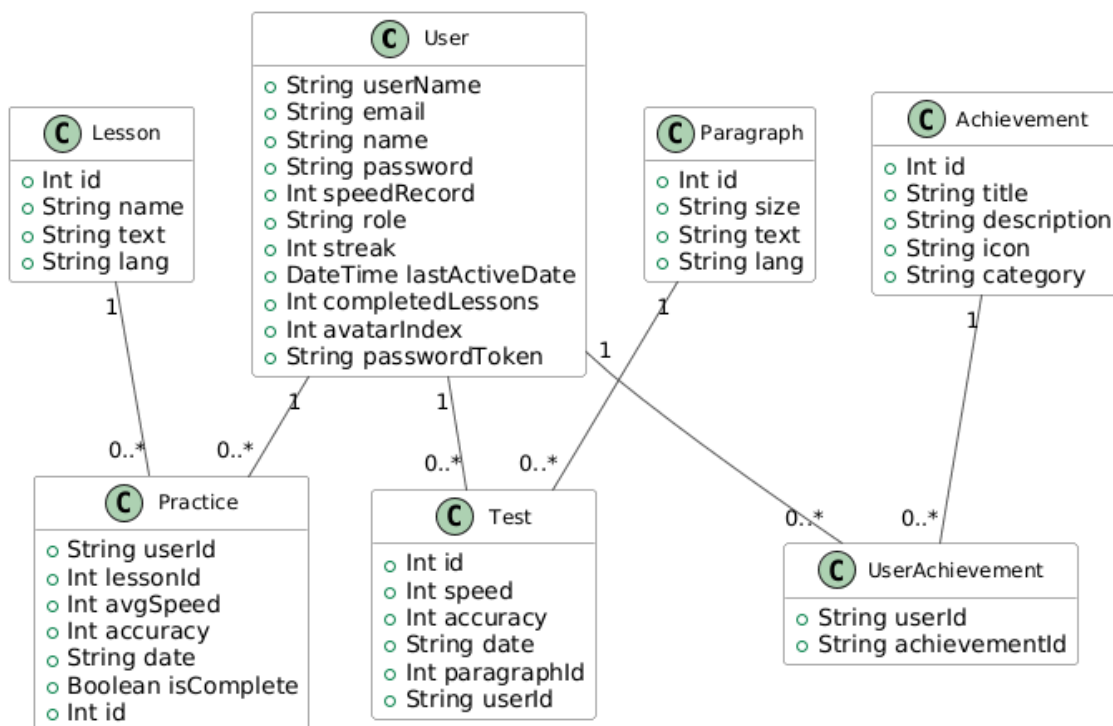 C User
String userName
String email
String name
String password
Int speedRecord
String role
Int streak
DateTime lastActiveDate
Int completedLessons
Int avatarIndex
String passwordToken
C Lesson
Int id
String name
String text
String lang
C Paragraph
Int id
String size
String text
String lang
C Achievement
Int id
String title
String description
String icon
String category
1
1
1
1
1
1
0..*
0..*
0..*
0..*
0..*
0..*
C Practice
String userId
Int lessonId
Int avgSpeed
Int accuracy
String date
Boolean isComplete
Int id
C Test
Int id
Int speed
Int accuracy
String date
Int paragraphId
String userId
C UserAchievement
String userId
String achievementId